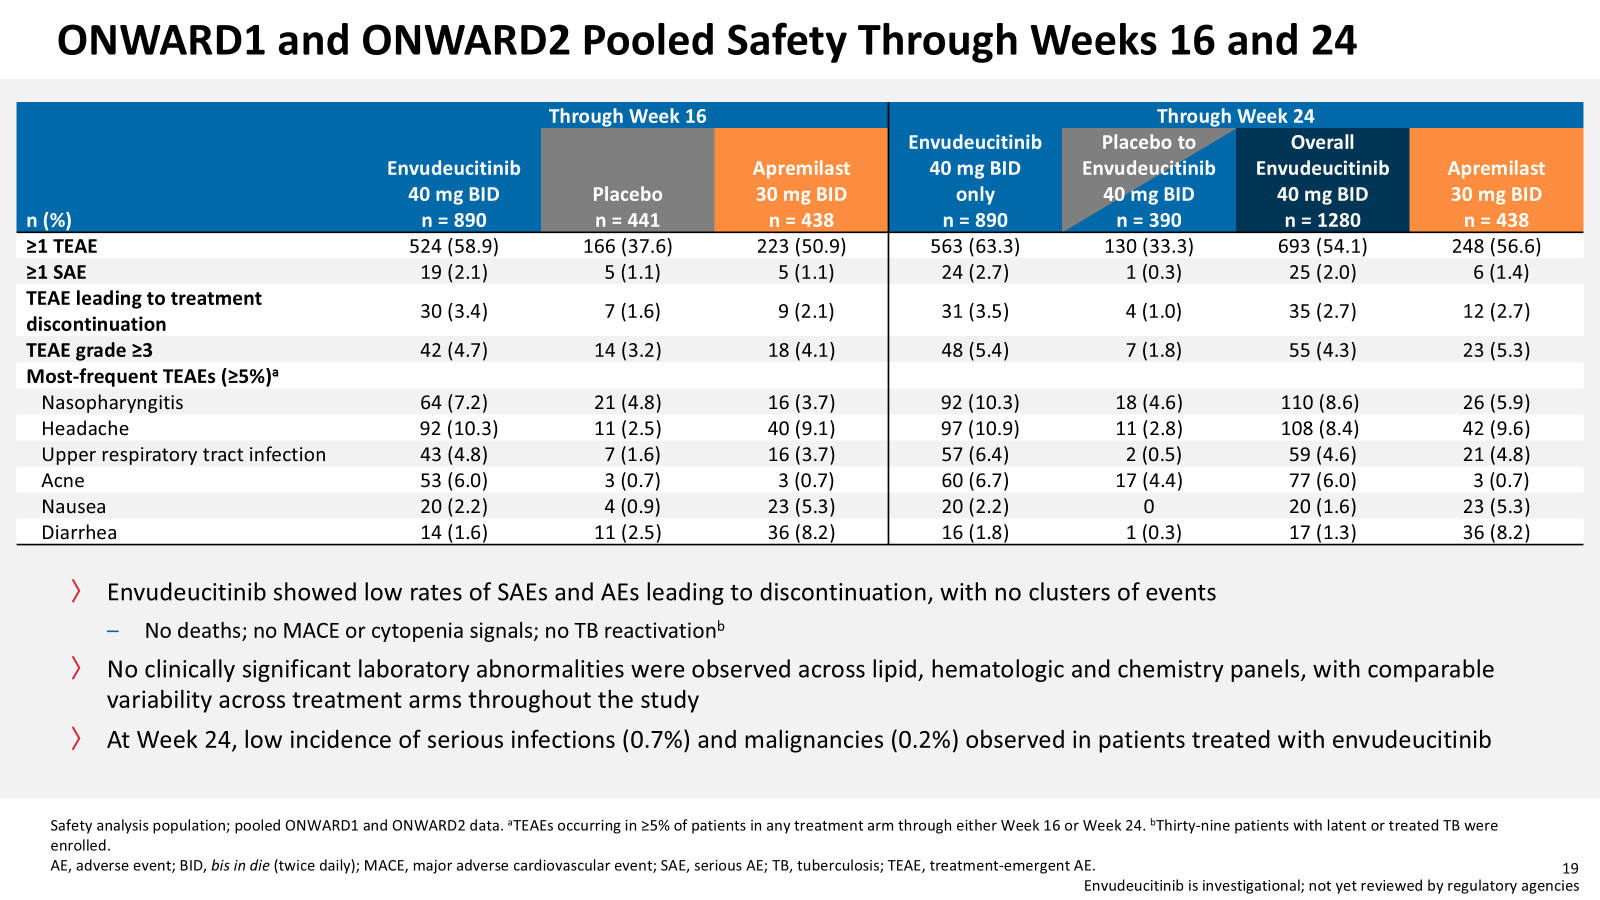 ONWARD1 and ONWARD2 Pooled Safety Through Weeks 16 and 24
Through Week 16 Through Week 24
n (%) Envudeucitinib 40 mg BID n = 890 Placebo n = 441 Apremilast 30 mg BID n = 438 Envudeucitinib 40 mg BID only n = 890 Placebo to Envudeucitinib 40 mg BID n = 390 Overall Envudeucitinib 40 mg BID n = 1280 Apremilast 30 mg BID n = 438
≥1 TEAE 524 (58.9) 166 (37.6) 223 (50.9) 563 (63.3) 130 (33.3) 693 (54.1) 248 (56.6)
≥1 SAE 19 (2.1) 5 (1.1) 5 (1.1) 24 (2.7) 1 (0.3) 25 (2.0) 6 (1.4)
TEAE leading to treatment discontinuation 30 (3.4) 7 (1.6) 9 (2.1) 31 (3.5) 4 (1.0) 35 (2.7) 12 (2.7)
TEAE grade ≥3 42 (4.7) 14 (3.2) 18 (4.1) 48 (5.4) 7 (1.8) 55 (4.3) 23 (5.3)
Most-frequent TEAEs (≥5%)ᵃ
Nasopharyngitis 64 (7.2) 21 (4.8) 16 (3.7) 92 (10.3) 18 (4.6) 110 (8.6) 26 (5.9)
Headache 92 (10.3) 11 (2.5) 40 (9.1) 97 (10.9) 11 (2.8) 108 (8.4) 42 (9.6)
Upper respiratory tract infection 43 (4.8) 7 (1.6) 16 (3.7) 57 (6.4) 2 (0.5) 59 (4.6) 21 (4.8)
Acne 53 (6.0) 3 (0.7) 3 (0.7) 60 (6.7) 17 (4.4) 77 (6.0) 3 (0.7)
Nausea 20 (2.2) 4 (0.9) 23 (5.3) 20 (2.2) 0 20 (1.6) 23 (5.3)
Diarrhea 14 (1.6) 11 (2.5) 36 (8.2) 16 (1.8) 1 (0.3) 17 (1.3) 36 (8.2)
〉 Envudeucitinib showed low rates of SAEs and AEs leading to discontinuation, with no clusters of events
– No deaths; no MACE or cytopenia signals; no TB reactivationᵇ
〉 No clinically significant laboratory abnormalities were observed across lipid, hematologic and chemistry panels, with comparable
variability across treatment arms throughout the study
〉 At Week 24, low incidence of serious infections (0.7%) and malignancies (0.2%) observed in patients treated with envudeucitinib
Safety analysis population; pooled ONWARD1 and ONWARD2 data. ᵃTEAEs occurring in ≥5% of patients in any treatment arm through either Week 16 or Week 24. ᵇThirty-nine patients with latent or treated TB were
enrolled.
AE, adverse event; BID, bis in die (twice daily); MACE, major adverse cardiovascular event; SAE, serious AE; TB, tuberculosis; TEAE, treatment-emergent AE.
19
Envudeucitinib is investigational; not yet reviewed by regulatory agencies